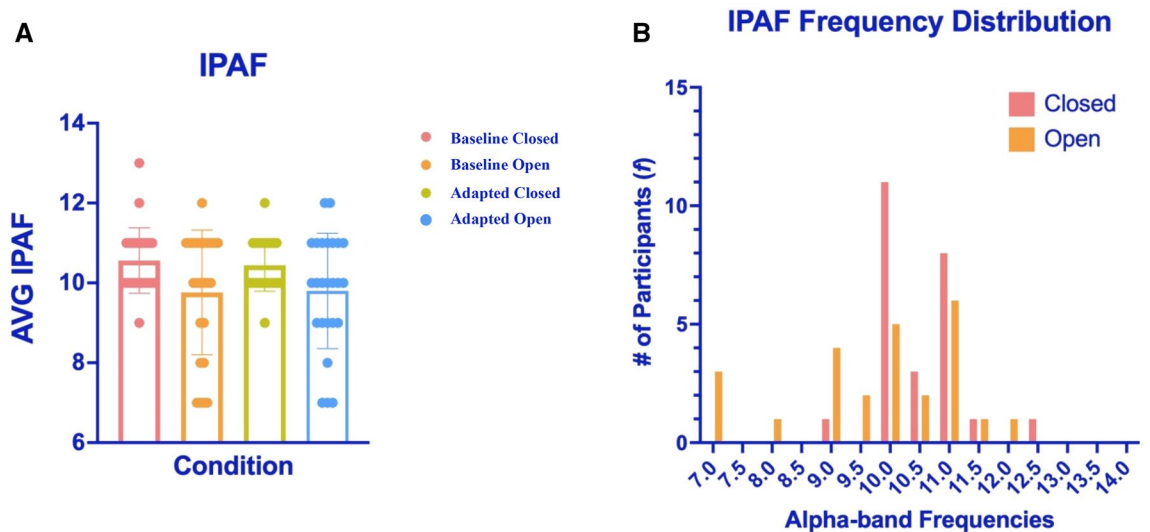 A
IPAF
14
12
10
8
6
AVG IPAF
Condition
Baseline Closed
Baseline Open
Adapted Closed
Adapted Open
B
IPAF Frequency Distribution
15
10
5
0
# of Participants (f)
Closed
Open
7.0 7.5 8.0 8.5 9.0 9.5 10.0 10.5 11.0 11.5 12.0 12.5 13.0 13.5 14.0
Alpha-band Frequencies